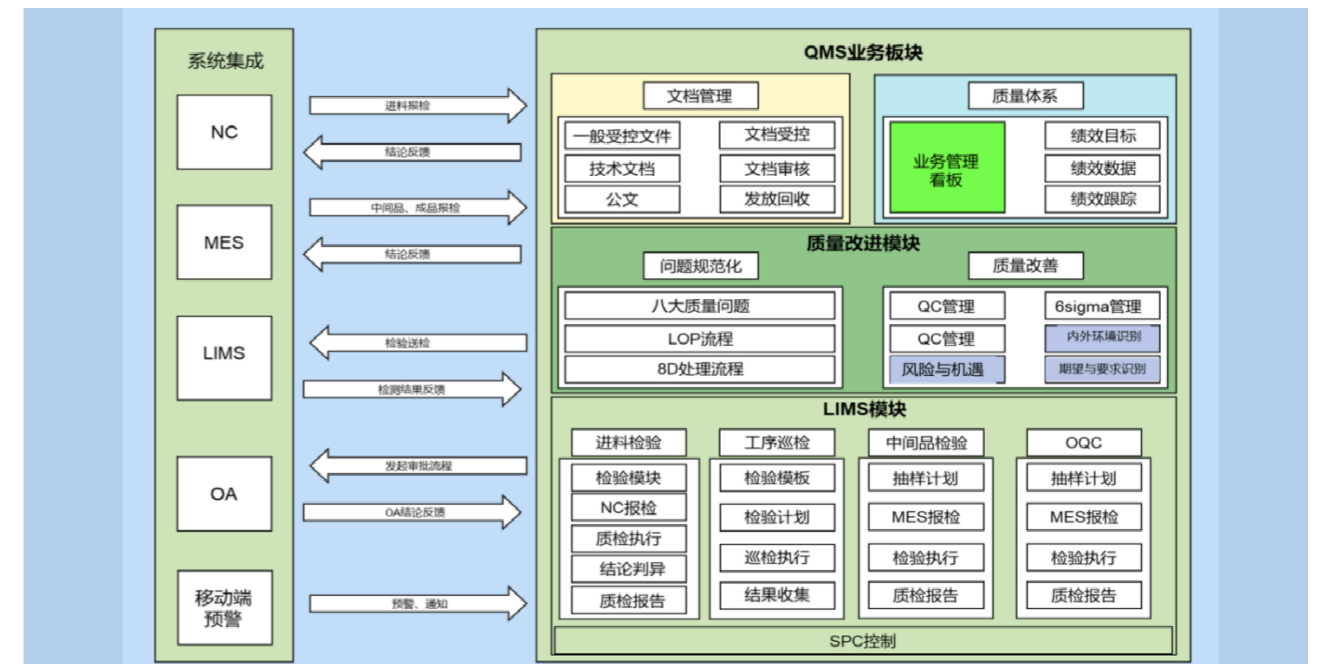 系统集成
NC
MES
LIMS
OA
移动端
预警
进料报检
结论反馈
中间品、成品报检
结论反馈
检验送检
检测结果反馈
发起审批流程
OA结论反馈
预警、通知
QMS业务板块
文档管理
一般受控文件
文档受控
技术文档
文档审核
公文
发放回收
质量体系
业务管理
看板
绩效目标
绩效数据
绩效跟踪
质量改进模块
问题规范化
八大质量问题
LOP流程
8D处理流程
质量改善
QC管理
6sigma管理
QC管理
内外环境识别
风险与机遇
期望与要求识别
LIMS模块
进料检验
检验模块
NC报检
质检执行
结论判异
质检报告
工序巡检
检验模板
检验计划
巡检执行
结果收集
中间品检验
抽样计划
MES报检
检验执行
质检报告
OQC
抽样计划
MES报检
检验执行
质检报告
SPC控制